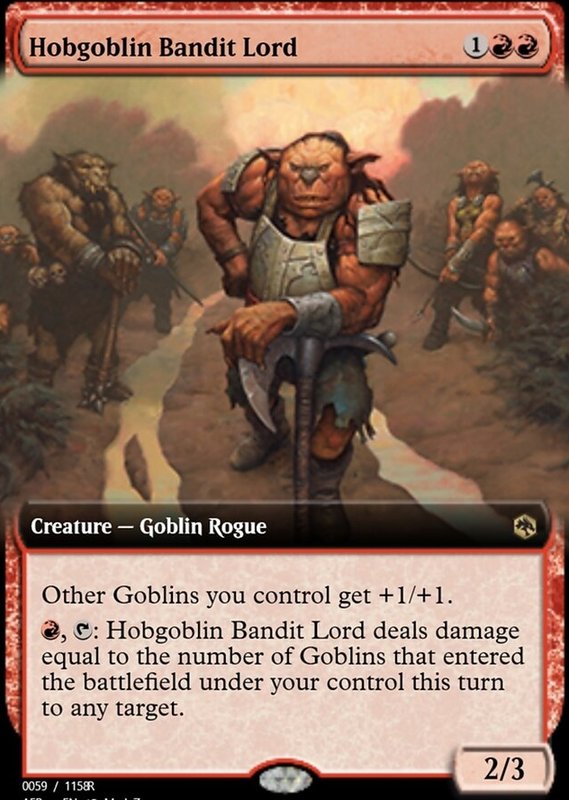 Hobgoblin Bandit Lord 1
Creature — Goblin Rogue
Other Goblins you control get +1/+1.
, : Hobgoblin Bandit Lord deals damage
equal to the number of Goblins that entered
the battlefield under your control this turn
to any target.
2/3
0059 / 1158R